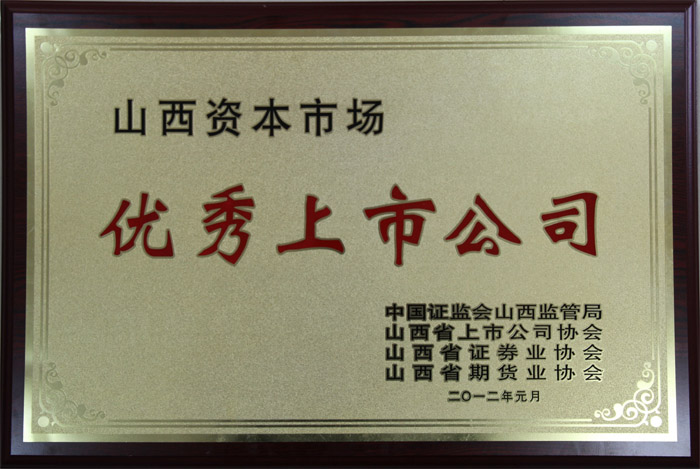 山西资本市场
优秀上市公司
中国证监会山西监管局
山西省上市公司协会
山西省证券业协会
山西省期货业协会
二〇一二年元月